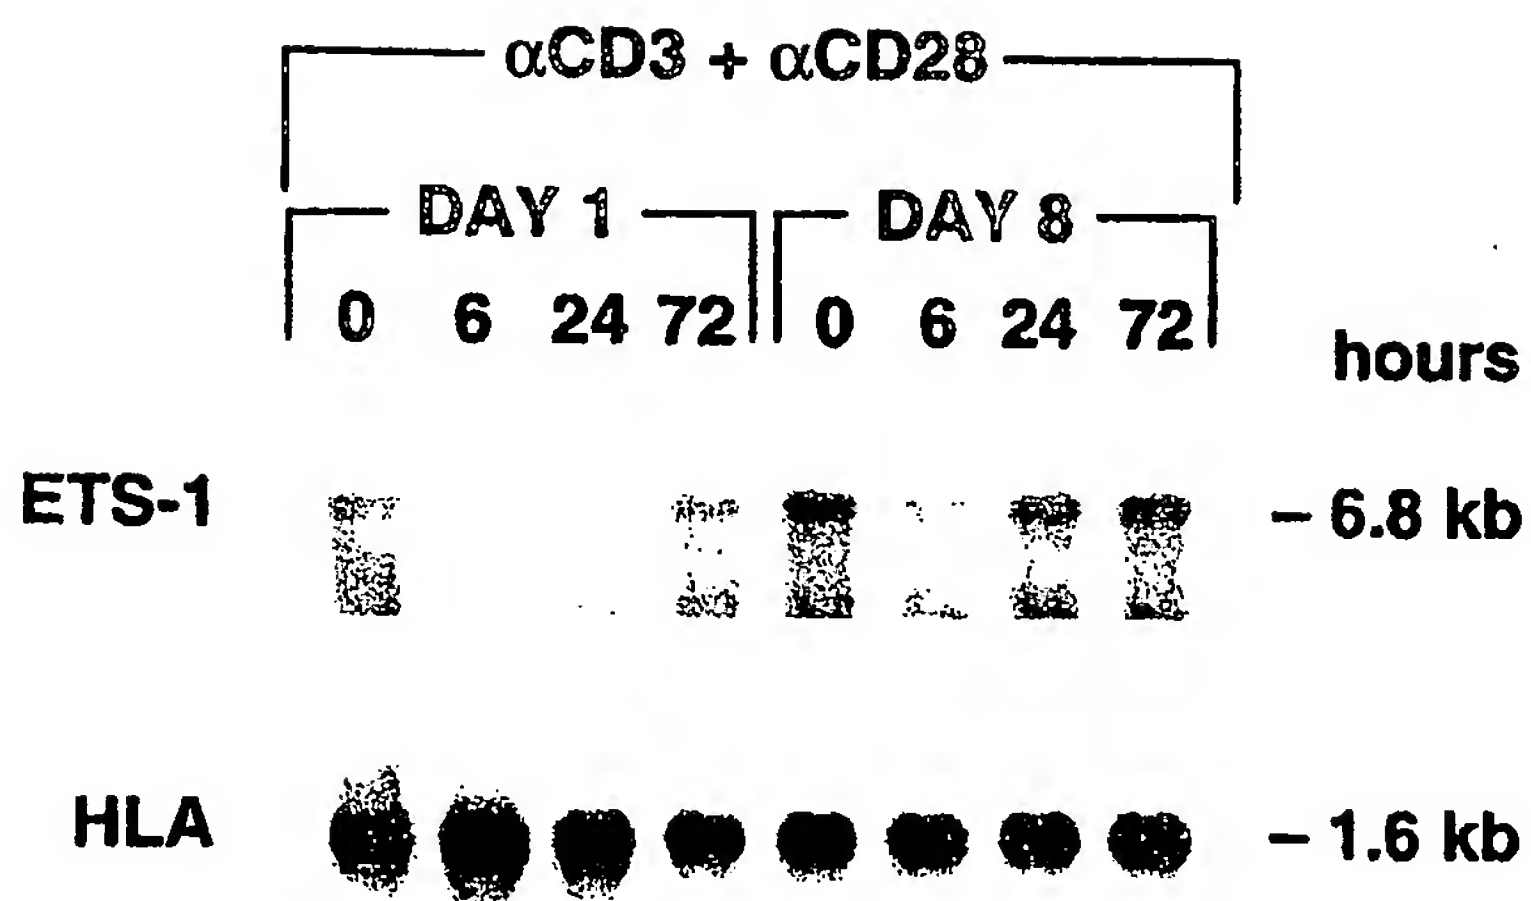 αCD3 + αCD28
DAY 1 DAY 8
0 6 24 72 0 6 24 72
hours
ETS-1 – 6.8 kb
HLA – 1.6 kb